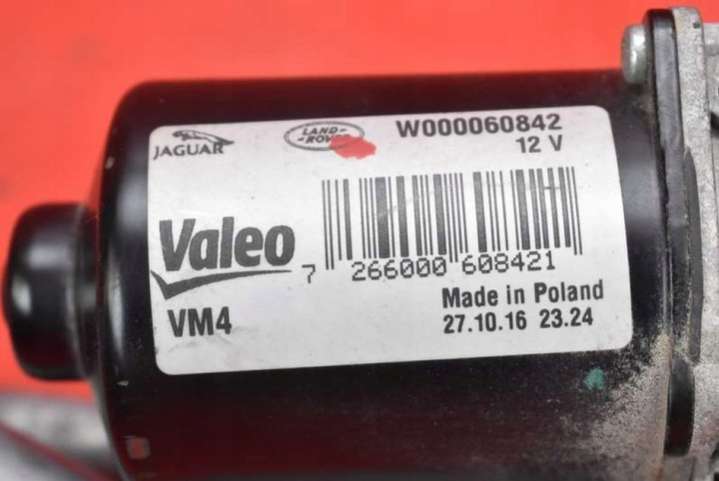 JAGUAR
LAND-
-ROVER
W000060842
12 V
Valeo
7 266000 608421
VM4
Made in Poland
27.10.16 23.24